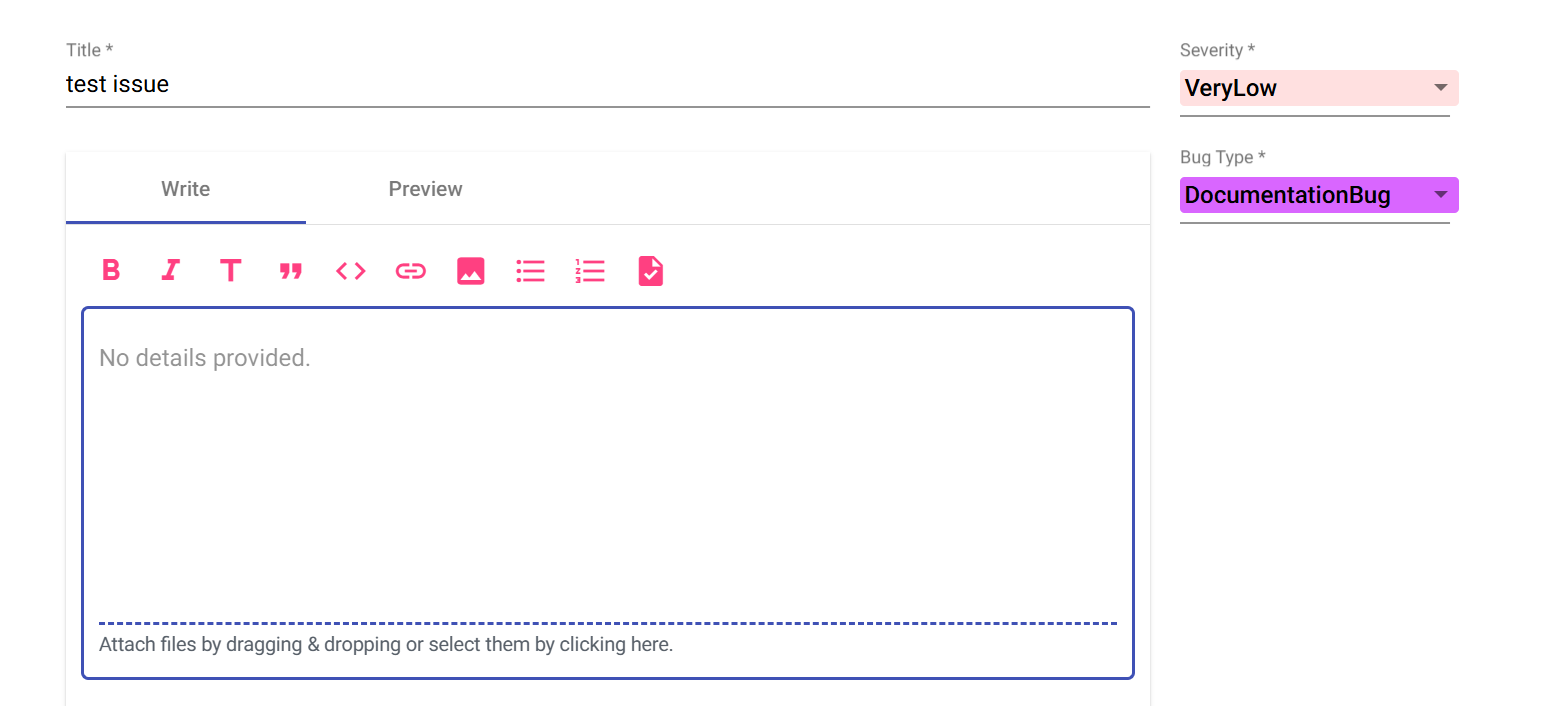 Title *
test issue
Severity *
VeryLow
Bug Type *
DocumentationBug
Write
Preview
No details provided.
Attach files by dragging & dropping or select them by clicking here.